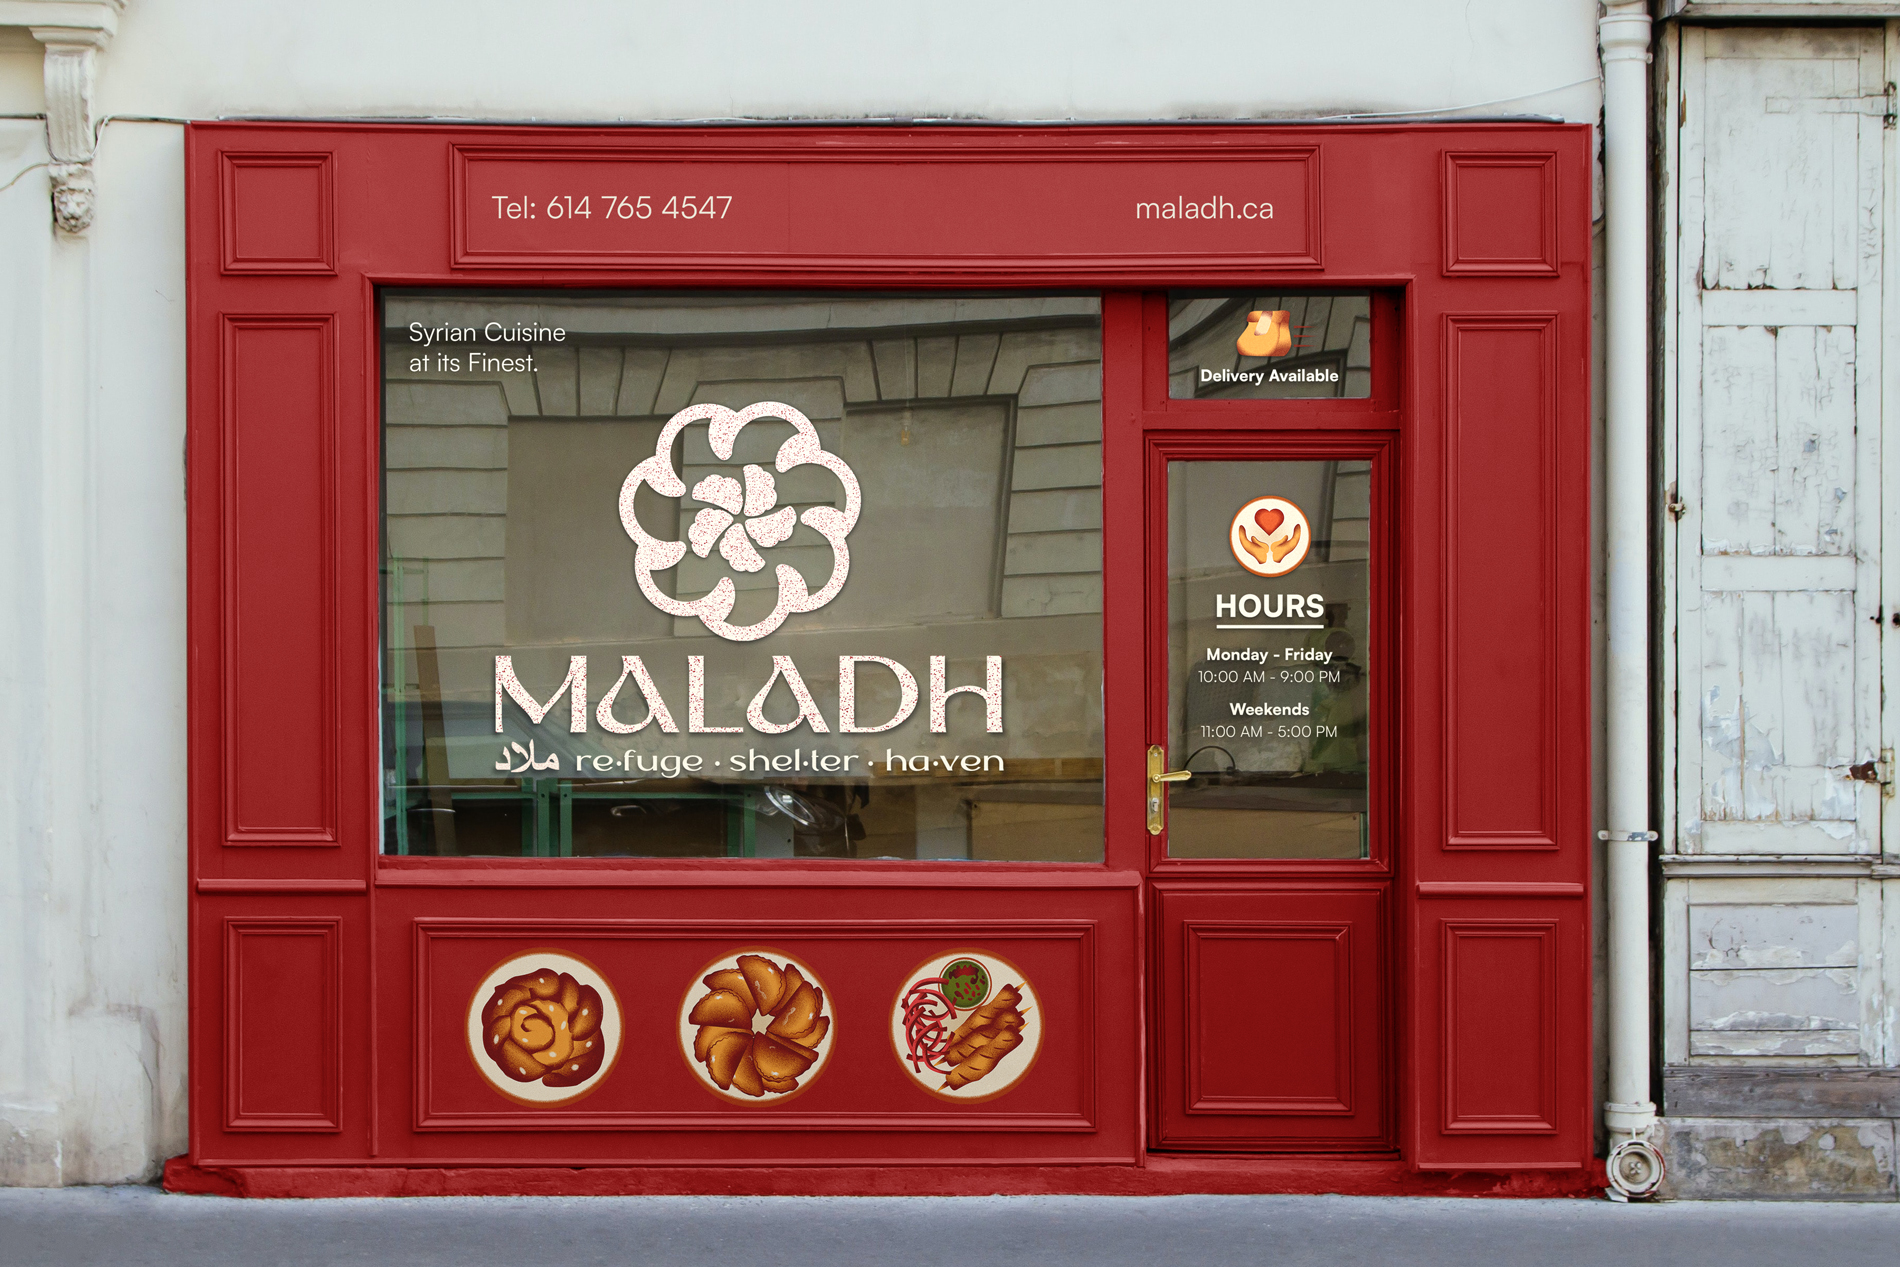 Tel: 614 765 4547
maladh.ca
Syrian Cuisine
at its Finest.
Delivery Available
MALADH
ملاد re·fuge · shel·ter · ha·ven
HOURS
Monday - Friday
10:00 AM - 9:00 PM
Weekends
11:00 AM - 5:00 PM